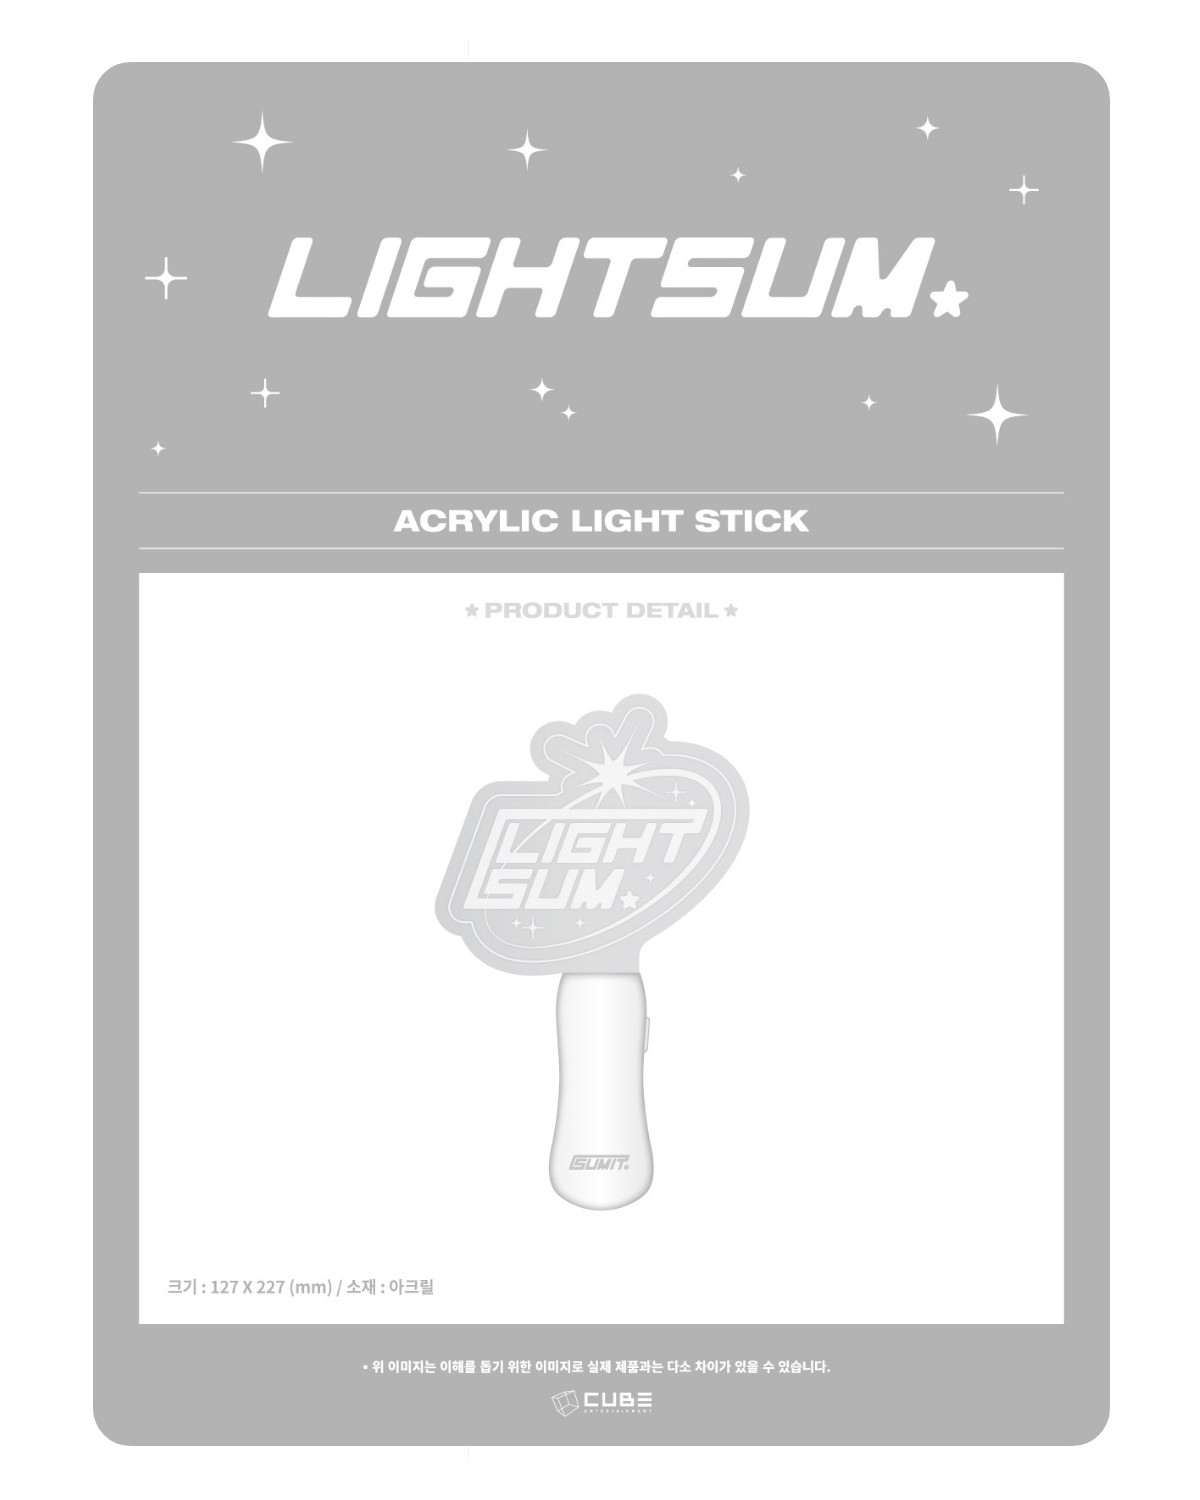 LIGHTSUM
ACRYLIC LIGHT STICK
PRODUCT DETAIL
LIGHT
SUM
SUMIT.
크기 : 127 X 227 (mm) / 소재 : 아크릴
• 위 이미지는 이해를 돕기 위한 이미지로 실제 제품과는 다소 차이가 있을 수 있습니다.
CUBE
ENTERTAINMENT